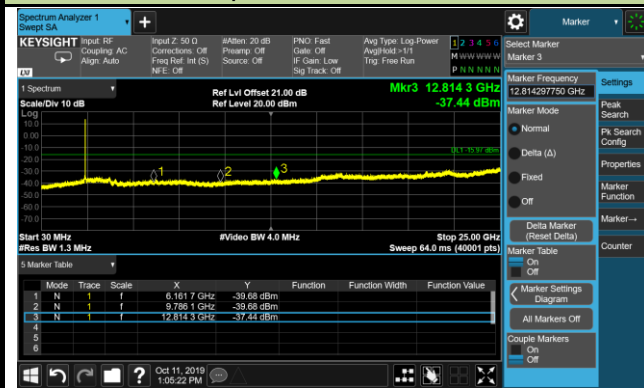 Spectrum Analyzer 1
Swept SA
Marker
KEYSIGHT
Input: RF
Coupling: AC
Align: Auto
Input Z: 50 Ω
Corrections: Off
Freq Ref: Int (S)
NFE: Off
#Atten: 20 dB
Preamp: Off
Source: Off
PNO: Fast
Gate: Off
IF Gain: Low
Sig Track: Off
Avg Type: Log-Power
Avg|Hold:>1/1
Trig: Free Run
1 2 3 4 5 6
M W W W W W
P N N N N N
LXI
Select Marker
Marker 3
Marker Frequency
12.814297750 GHz
Settings
Marker Mode
Normal
Delta (Δ)
Fixed
Off
Peak
Search
Pk Search
Config
Properties
Marker
Function
Marker→
Counter
Delta Marker
(Reset Delta)
Marker Table
On
Off
Marker Settings
Diagram
All Markers Off
Couple Markers
On
Off
1 Spectrum
Scale/Div 10 dB
Ref Lvl Offset 21.00 dB
Ref Level 20.00 dBm
Mkr3 12.814 3 GHz
-37.44 dBm
Log
10.0
0.00
-10.0
-20.0
-30.0
-40.0
-50.0
-60.0
-70.0
DL1 -15.97 dBm
1
2
3
Start 30 MHz
#Res BW 1.3 MHz
#Video BW 4.0 MHz
Stop 25.00 GHz
Sweep 64.0 ms (40001 pts)
5 Marker Table
Mode Trace Scale X Y Function Function Width Function Value
1 N 1 f 6.161 7 GHz -39.68 dBm
2 N 1 f 9.786 1 GHz -39.68 dBm
3 N 1 f 12.814 3 GHz -37.44 dBm
4
5
6
?
Oct 11, 2019
1:05:22 PM